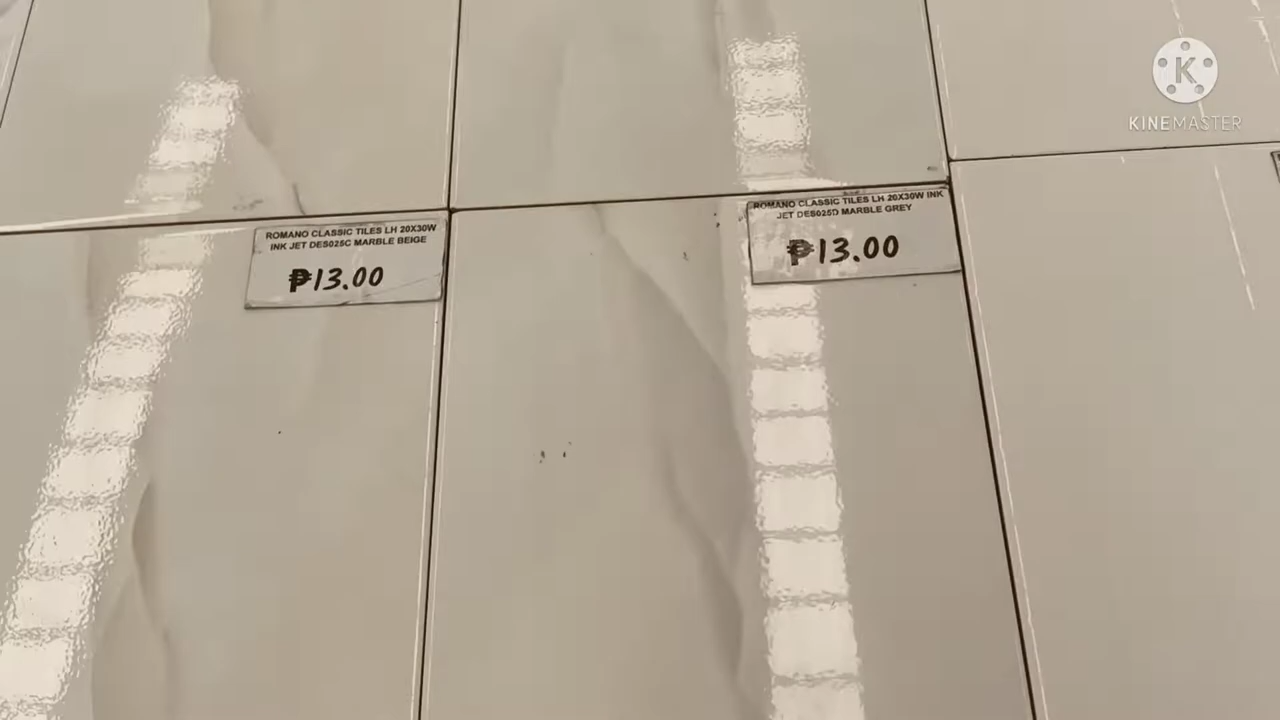 K
KINEMASTER
ROMANO CLASSIC TILES LH 20X30W
INK JET DES025C MARBLE BEIGE
₱13.00
ROMANO CLASSIC TILES LH 20X30W INK
JET DES025D MARBLE GREY
₱13.00